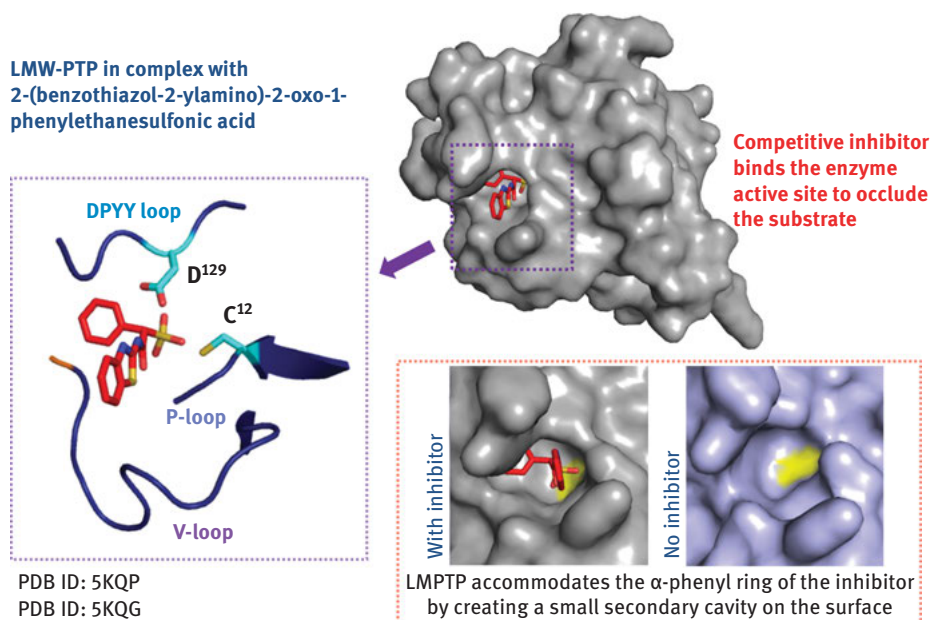 LMW-PTP in complex with
2-(benzothiazol-2-ylamino)-2-oxo-1-
phenylethanesulfonic acid
Competitive inhibitor
binds the enzyme
active site to occlude
the substrate
DPYY loop
D¹²⁹
C¹²
P-loop
V-loop
PDB ID: 5KQP
PDB ID: 5KQG
With inhibitor
No inhibitor
LMPTP accommodates the α-phenyl ring of the inhibitor
by creating a small secondary cavity on the surface